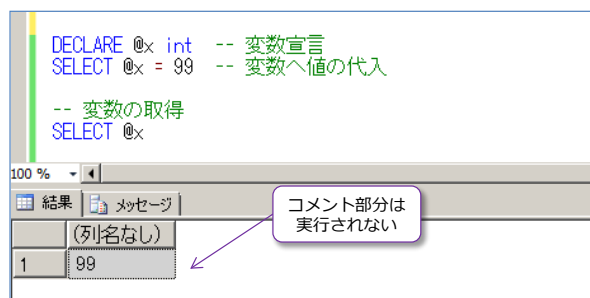 DECLARE @x int -- 変数宣言
SELECT @x = 99 -- 変数へ値の代入
-- 変数の取得
SELECT @x
100 %
結果 メッセージ
コメント部分は
実行されない
(列名なし)
1 99